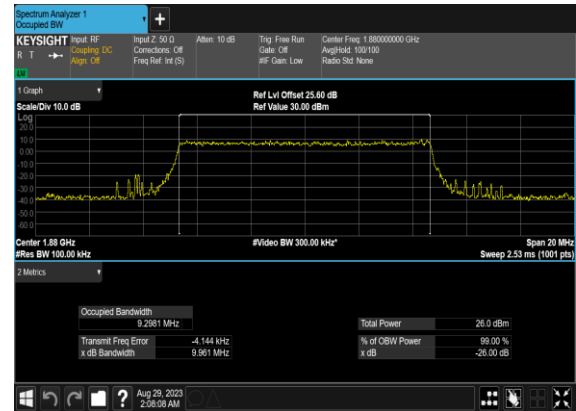 Spectrum Analyzer 1
Occupied BW
+
KEYSIGHT
R T
Input: RF
Coupling: DC
Align: Off
Input Z: 50 Ω
Corrections: Off
Freq Ref: Int (S)
Atten: 10 dB
Trig: Free Run
Gate: Off
#IF Gain: Low
Center Freq: 1.880000000 GHz
Avg|Hold: 100/100
Radio Std: None
1 Graph
Scale/Div 10.0 dB
Ref Lvl Offset 25.60 dB
Ref Value 30.00 dBm
Log
20.0
10.0
0.00
-10.0
-20.0
-30.0
-40.0
-50.0
-60.0
Center 1.88 GHz
#Res BW 100.00 kHz
#Video BW 300.00 kHz*
Span 20 MHz
Sweep 2.53 ms (1001 pts)
2 Metrics
Occupied Bandwidth
9.2981 MHz
Transmit Freq Error -4.144 kHz
x dB Bandwidth 9.961 MHz
Total Power 26.0 dBm
% of OBW Power 99.00 %
x dB -26.00 dB
?
Aug 29, 2023
2:08:08 AM